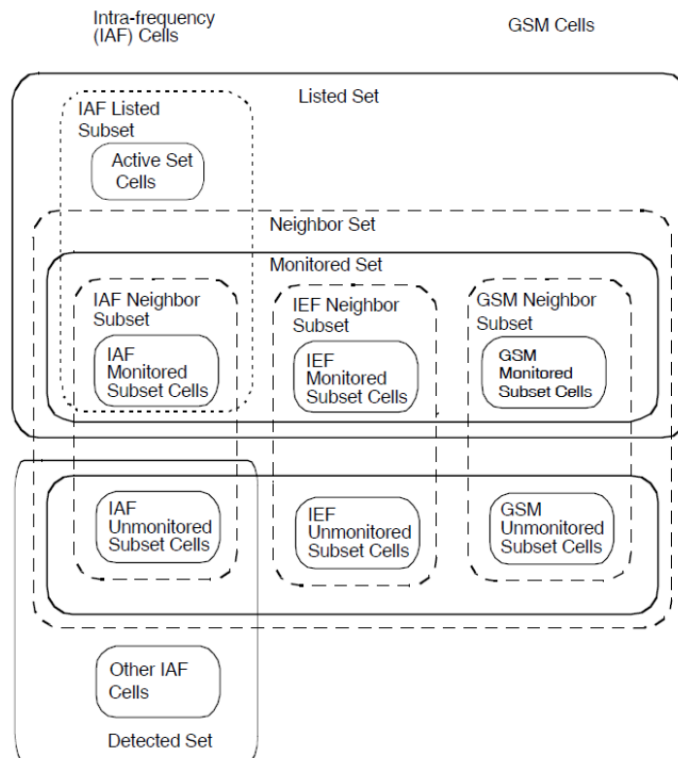 Intra-frequency
(IAF) Cells
GSM Cells
Listed Set
IAF Listed
Subset
Active Set
Cells
Neighbor Set
Monitored Set
IAF Neighbor
Subset
IEF Neighbor
Subset
GSM Neighbor
Subset
IAF
Monitored
Subset Cells
IEF
Monitored
Subset Cells
GSM
Monitored
Subset Cells
IAF
Unmonitored
Subset Cells
IEF
Unmonitored
Subset Cells
GSM
Unmonitored
Subset Cells
Other IAF
Cells
Detected Set